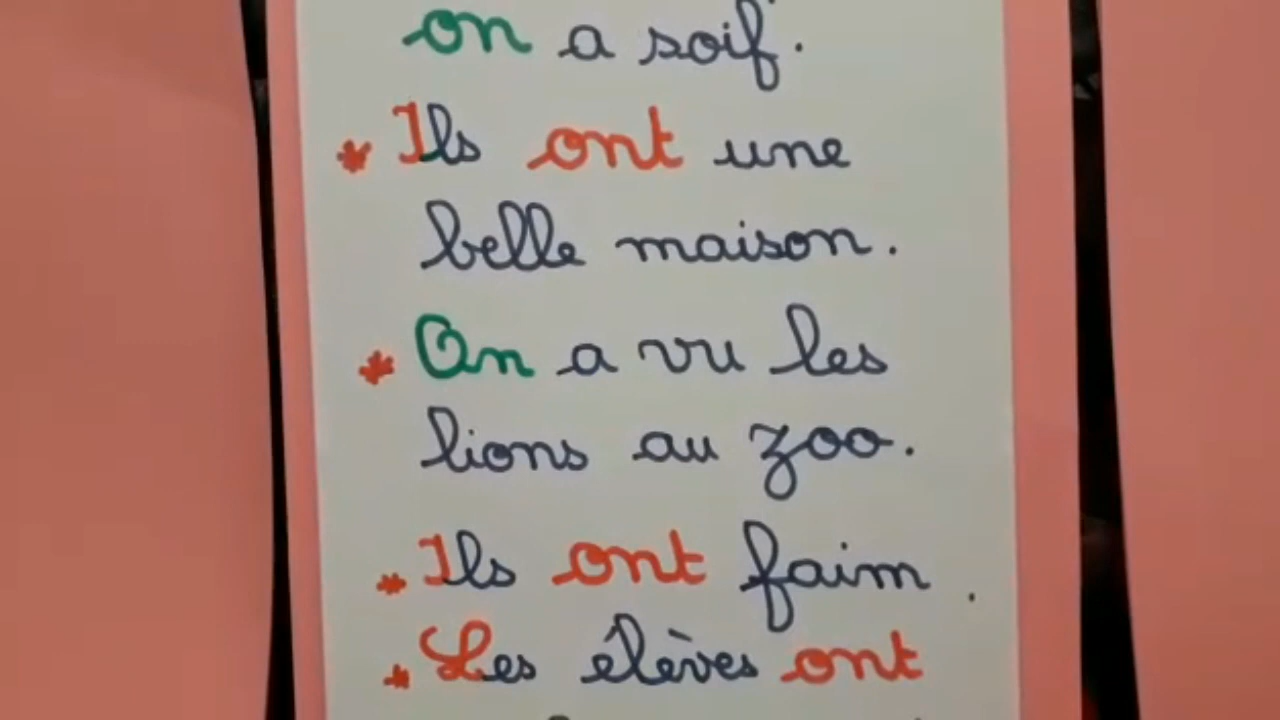 on a soif.
* Ils ont une
belle maison.
* On a vu les
lions au zoo.
* Ils ont faim.
* Les élèves ont